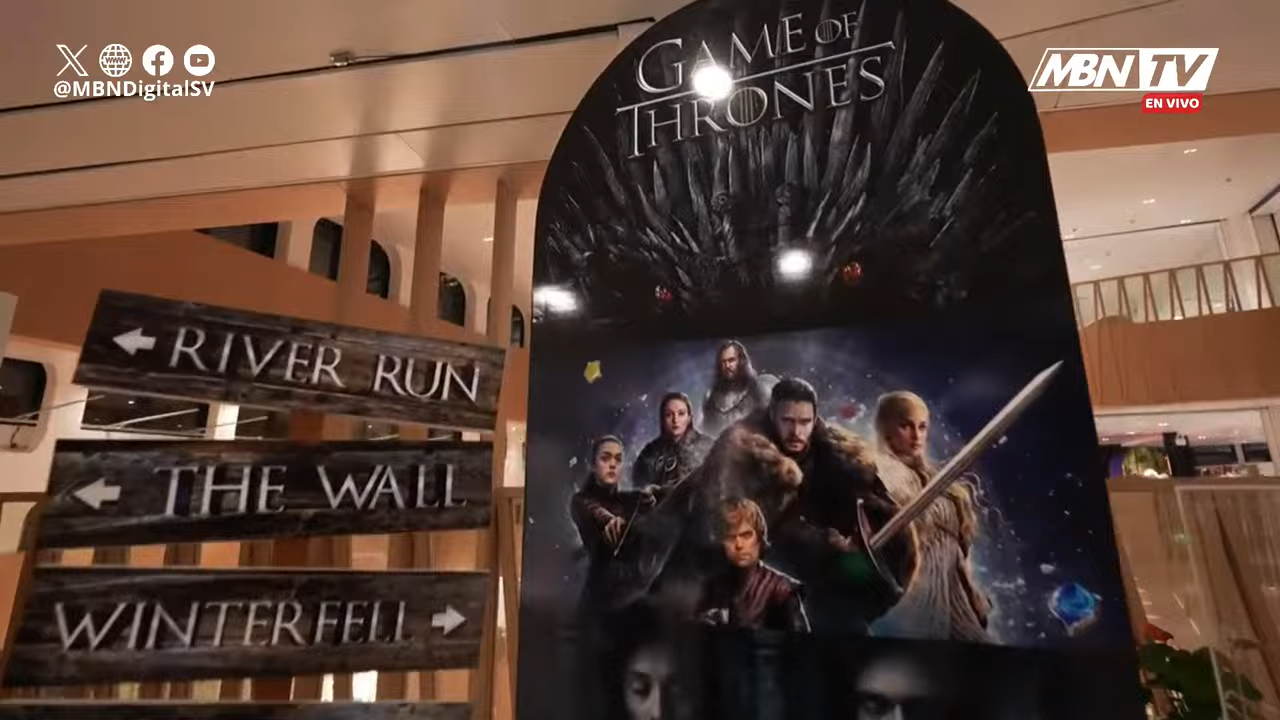 @MBNDigitalSV
MBN TV
EN VIVO
GAME OF
THRONES
RIVER RUN
THE WALL
WINTERFELL